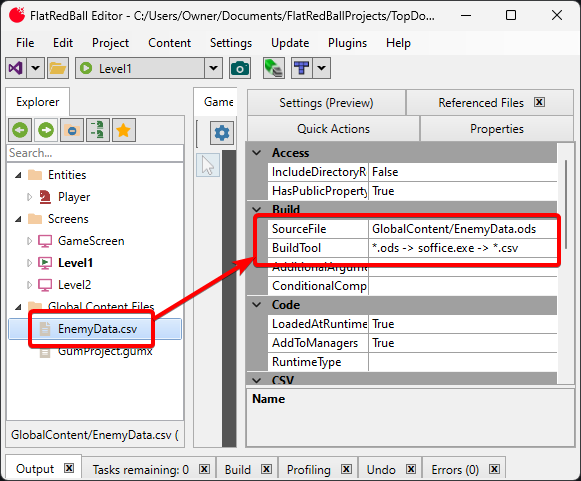 FlatRedBall Editor - C:/Users/Owner/Documents/FlatRedBallProjects/TopDo...
File Edit Project Content Settings Update Plugins Help
Level1
Explorer
Search...
Entities
Player
Screens
GameScreen
Level1
Level2
Global Content Files
EnemyData.csv
GumProject.gumx
GlobalContent/EnemyData.csv (
Game
Settings (Preview) Referenced Files
Quick Actions Properties
Access
IncludeDirectoryR False
HasPublicProperty True
Build
SourceFile GlobalContent/EnemyData.ods
BuildTool *.ods -> soffice.exe -> *.csv
AdditionalArgume
ConditionalComp
Code
LoadedAtRuntime True
AddToManagers True
RuntimeType
CSV
Name
Output Tasks remaining: 0 Build Profiling Undo Errors (0)